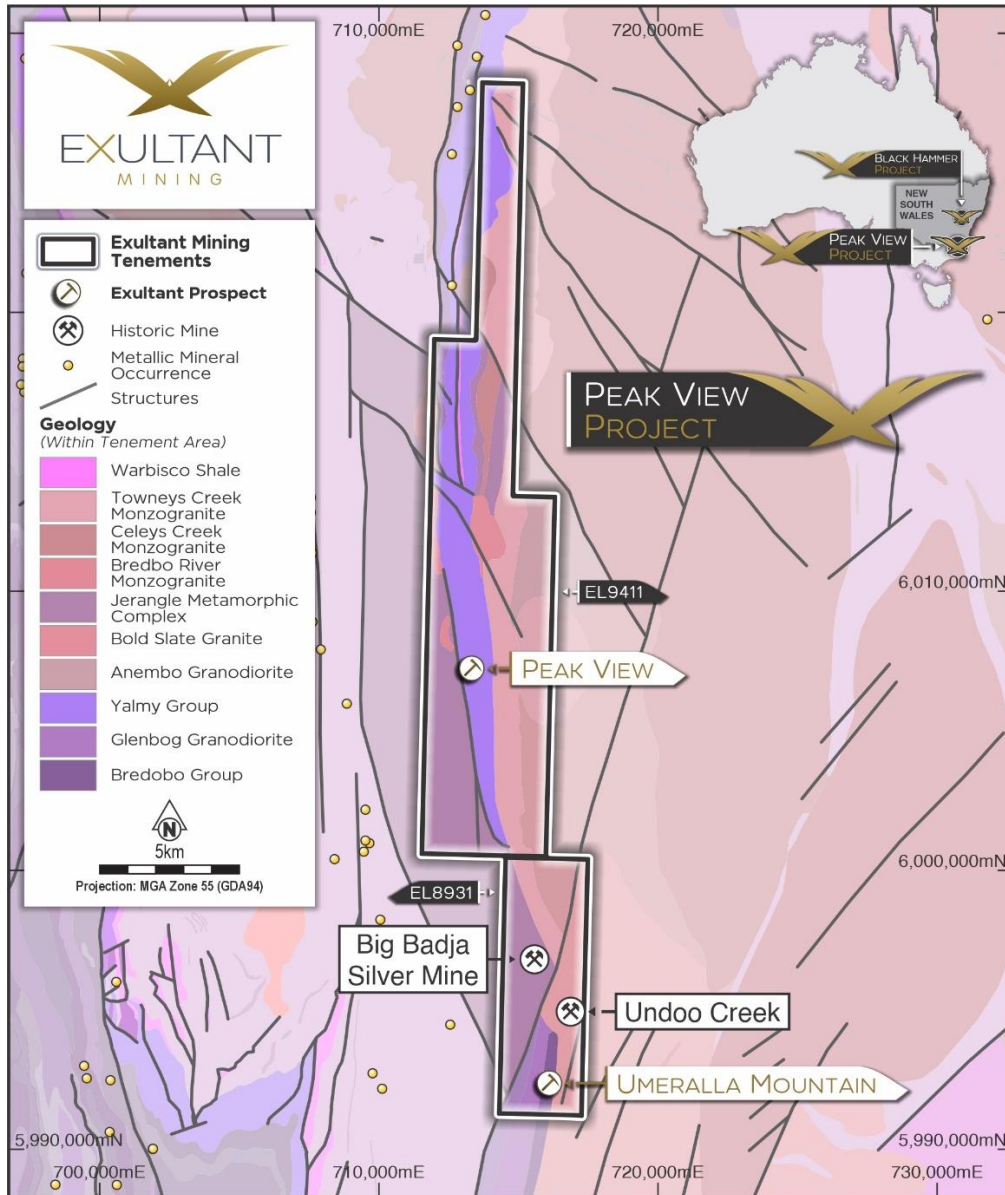 710,000mE
720,000mE
EXULTANT
MINING
BLACK HAMMER
PROJECT
NEW
SOUTH
WALES
PEAK VIEW
PROJECT
Exultant Mining
Tenements
Exultant Prospect
Historic Mine
Metallic Mineral
Occurrence
Structures
Geology
(Within Tenement Area)
Warbisco Shale
Towneys Creek
Monzogranite
Celeys Creek
Monzogranite
Bredbo River
Monzogranite
Jerangle Metamorphic
Complex
Bold Slate Granite
Anembo Granodiorite
Yalmy Group
Glenbog Granodiorite
Bredobo Group
N
5km
Projection: MGA Zone 55 (GDA94)
PEAK VIEW
PROJECT
6,010,000mN
EL9411
PEAK VIEW
6,000,000mN
EL8931
Big Badja
Silver Mine
Undoo Creek
UMERALLA MOUNTAIN
5,990,000mN
5,990,000mN
700,000mE
710,000mE
720,000mE
730,000mE